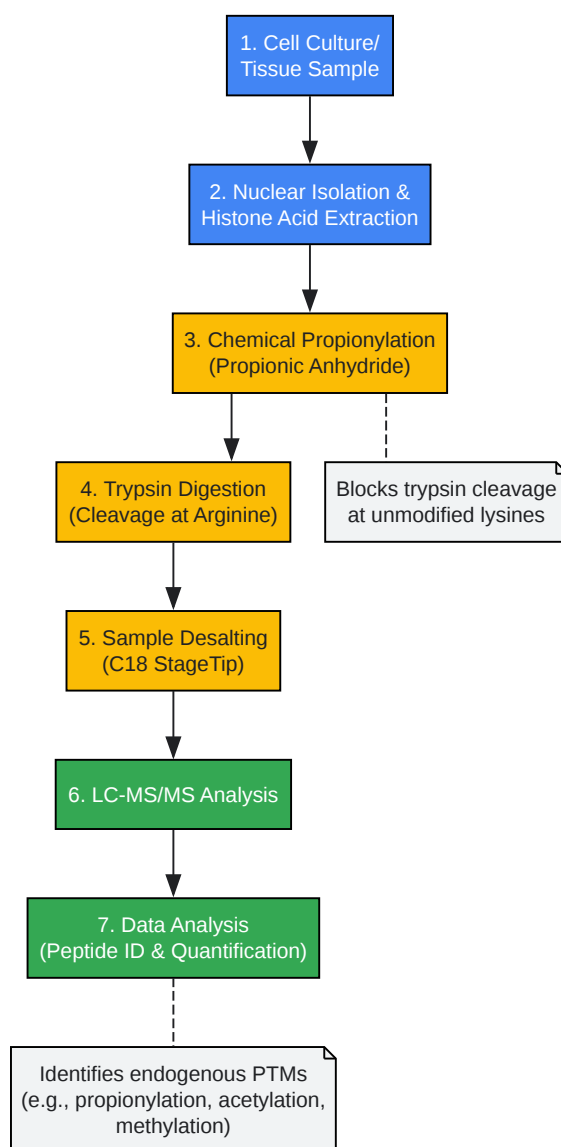 1. Cell Culture/
Tissue Sample
2. Nuclear Isolation &
Histone Acid Extraction
3. Chemical Propionylation
(Propionic Anhydride)
4. Trypsin Digestion
(Cleavage at Arginine)
Blocks trypsin cleavage
at unmodified lysines
5. Sample Desalting
(C18 StageTip)
6. LC-MS/MS Analysis
7. Data Analysis
(Peptide ID & Quantification)
Identifies endogenous PTMs
(e.g., propionylation, acetylation,
methylation)